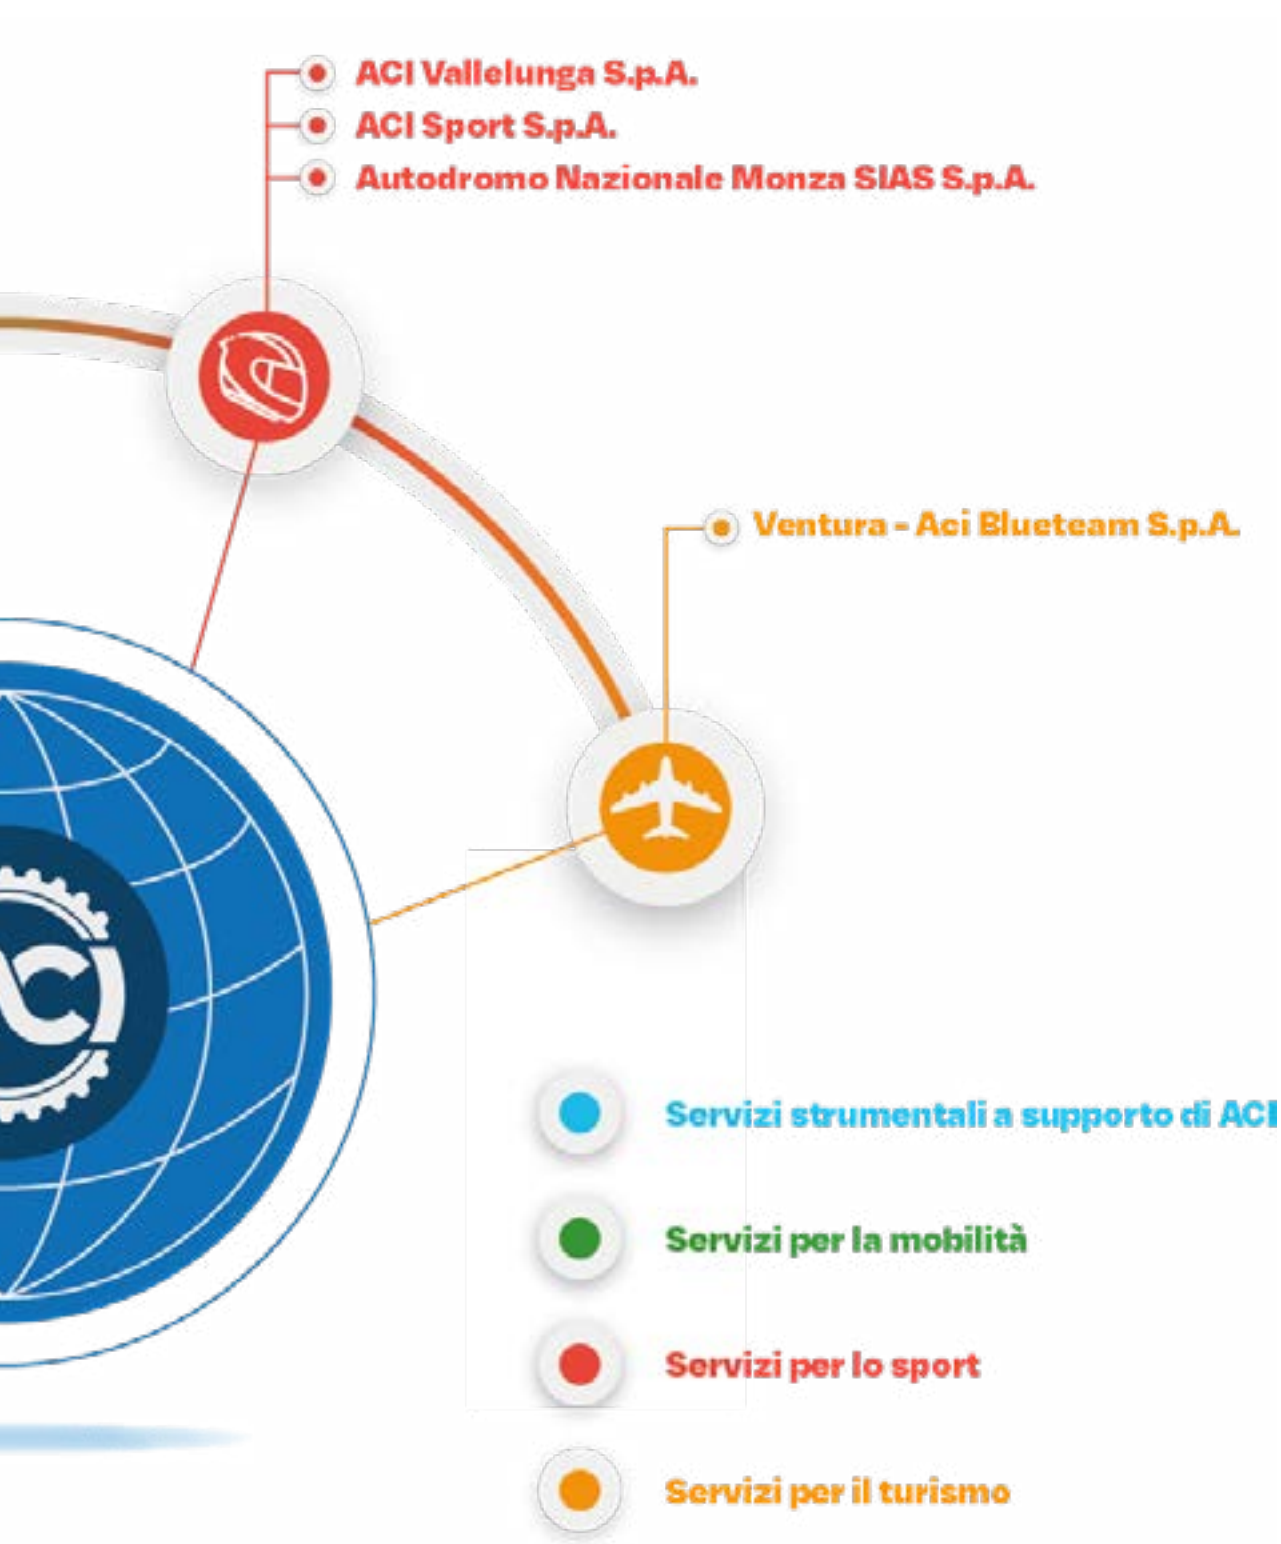 ACI Vallelunga S.p.A.
ACI Sport S.p.A.
Autodromo Nazionale Monza SIAS S.p.A.
Ventura - Aci Blueteam S.p.A.
ACI
Servizi strumentali a supporto di ACI
Servizi per la mobilità
Servizi per lo sport
Servizi per il turismo